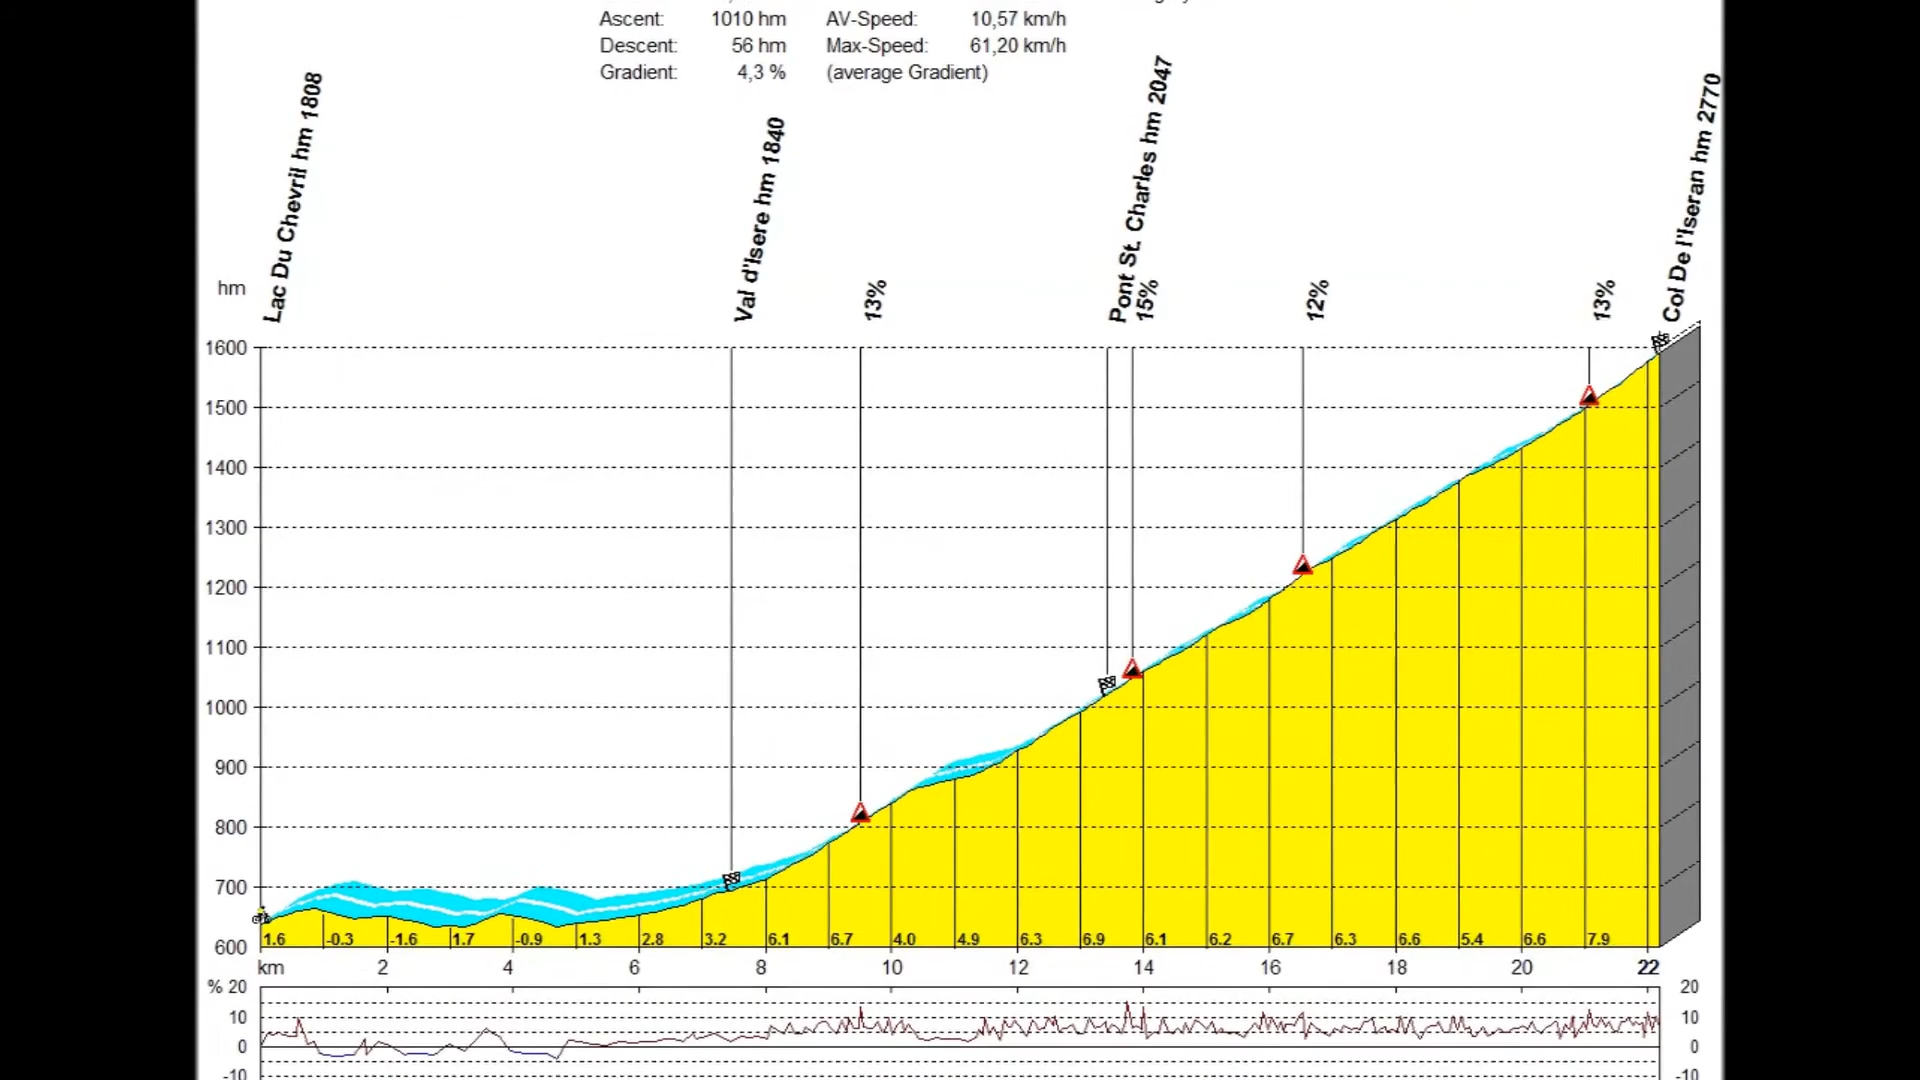 Ascent: 1010 hm AV-Speed: 10,57 km/h
Descent: 56 hm Max-Speed: 61,20 km/h
Gradient: 4,3 % (average Gradient)
Lac Du Chevril hm 1808
Val d'Isere hm 1840
13%
Pont St. Charles hm 2047
15%
12%
13%
Col De l'Iseran hm 2770
hm
1600
1500
1400
1300
1200
1100
1000
900
800
700
600
1.6 -0.3 -1.6 1.7 -0.9 1.3 2.8 3.2 6.1 6.7 4.0 4.9 6.3 6.9 6.1 6.2 6.7 6.3 6.6 5.4 6.6 7.9
km 2 4 6 8 10 12 14 16 18 20 22
% 20 20
10 10
0 0
-10 -10